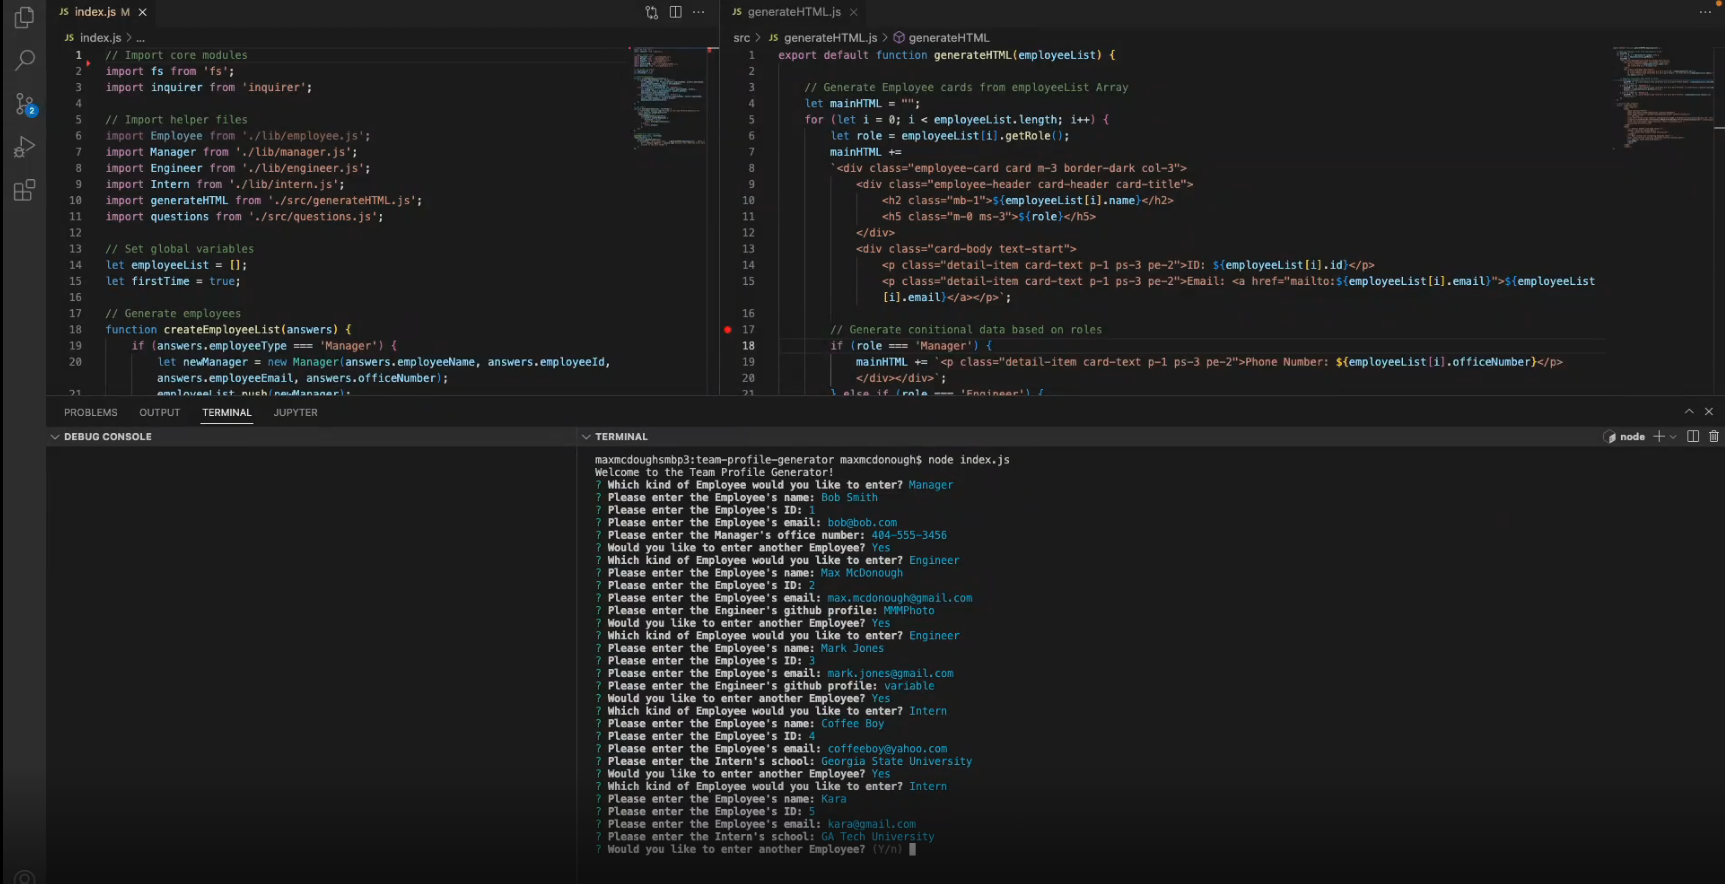 JS index.js M ×
JS index.js > ...
1 // Import core modules
2 import fs from 'fs';
3 import inquirer from 'inquirer';
4
5 // Import helper files
6 import Employee from './lib/employee.js';
7 import Manager from './lib/manager.js';
8 import Engineer from './lib/engineer.js';
9 import Intern from './lib/intern.js';
10 import generateHTML from './src/generateHTML.js';
11 import questions from './src/questions.js';
12
13 // Set global variables
14 let employeeList = [];
15 let firstTime = true;
16
17 // Generate employees
18 function createEmployeeList(answers) {
19 if (answers.employeeType === 'Manager') {
20 let newManager = new Manager(answers.employeeName, answers.employeeId,
answers.employeeEmail, answers.officeNumber);
21 employeeList.push(newManager);
2
JS generateHTML.js ×
src > JS generateHTML.js > generateHTML
1 export default function generateHTML(employeeList) {
2
3 // Generate Employee cards from employeeList Array
4 let mainHTML = "";
5 for (let i = 0; i < employeeList.length; i++) {
6 let role = employeeList[i].getRole();
7 mainHTML +=
8 `<div class="employee-card card m-3 border-dark col-3">
9 <div class="employee-header card-header card-title">
10 <h2 class="mb-1">${employeeList[i].name}</h2>
11 <h5 class="m-0 ms-3">${role}</h5>
12 </div>
13 <div class="card-body text-start">
14 <p class="detail-item card-text p-1 ps-3 pe-2">ID: ${employeeList[i].id}</p>
15 <p class="detail-item card-text p-1 ps-3 pe-2">Email: <a href="mailto:${employeeList[i].email}">${employeeList
[i].email}</a></p>`;
16
17 // Generate conitional data based on roles
18 if (role === 'Manager') {
19 mainHTML += `<p class="detail-item card-text p-1 ps-3 pe-2">Phone Number: ${employeeList[i].officeNumber}</p>
20 </div></div>`;
21 } else if (role === 'Engineer') {
PROBLEMS OUTPUT TERMINAL JUPYTER
DEBUG CONSOLE
TERMINAL
node
maxmcdoughsmbp3:team-profile-generator maxmcdonough$ node index.js
Welcome to the Team Profile Generator!
? Which kind of Employee would you like to enter? Manager
? Please enter the Employee's name: Bob Smith
? Please enter the Employee's ID: 1
? Please enter the Employee's email: bob@bob.com
? Please enter the Manager's office number: 404-555-3456
? Would you like to enter another Employee? Yes
? Which kind of Employee would you like to enter? Engineer
? Please enter the Employee's name: Max McDonough
? Please enter the Employee's ID: 2
? Please enter the Employee's email: max.mcdonough@gmail.com
? Please enter the Engineer's github profile: MMMPhoto
? Would you like to enter another Employee? Yes
? Which kind of Employee would you like to enter? Engineer
? Please enter the Employee's name: Mark Jones
? Please enter the Employee's ID: 3
? Please enter the Employee's email: mark.jones@gmail.com
? Please enter the Engineer's github profile: variable
? Would you like to enter another Employee? Yes
? Which kind of Employee would you like to enter? Intern
? Please enter the Employee's name: Coffee Boy
? Please enter the Employee's ID: 4
? Please enter the Employee's email: coffeeboy@yahoo.com
? Please enter the Intern's school: Georgia State University
? Would you like to enter another Employee? Yes
? Which kind of Employee would you like to enter? Intern
? Please enter the Employee's name: Kara
? Please enter the Employee's ID: 5
? Please enter the Employee's email: kara@gmail.com
? Please enter the Intern's school: GA Tech University
? Would you like to enter another Employee? (Y/n)